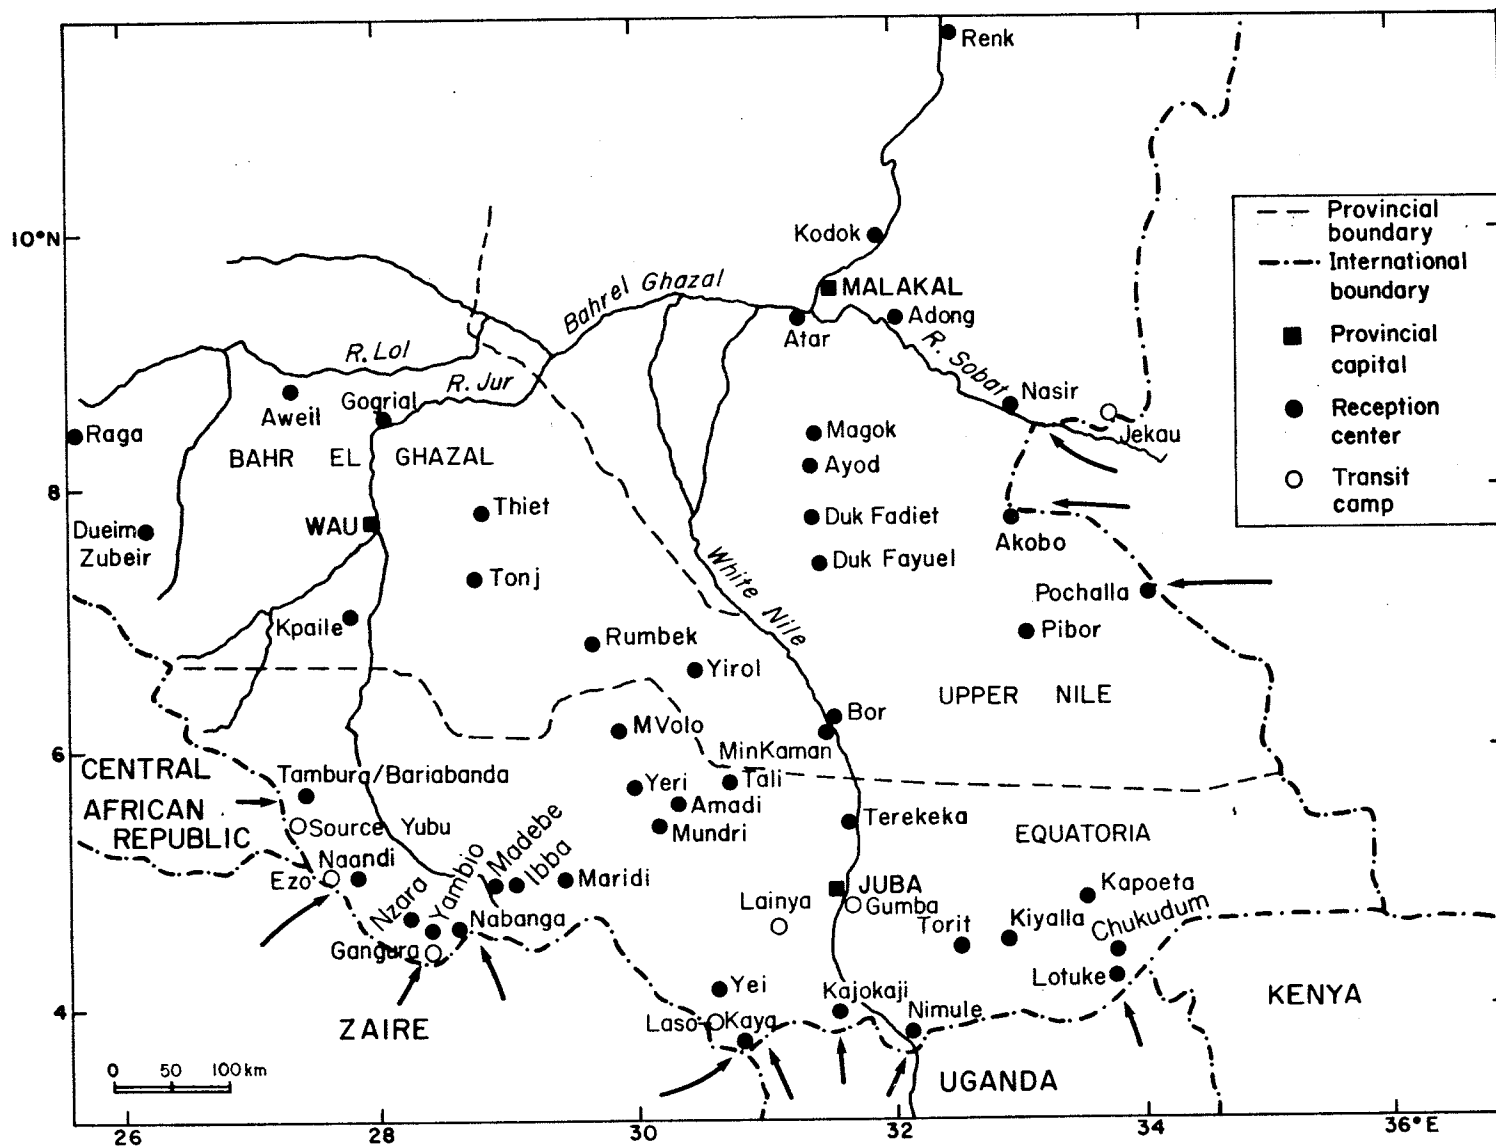 Renk
Provincial
boundary
International
boundary
Provincial
capital
Reception
center
Transit
camp
10°N
Kodok
MALAKAL
Bahrel Ghazal
Adong
Atar
R. Lol
R. Sobat
R. Jur
Nasir
Aweil
Gogrial
Jekau
Raga
Magok
BAHR EL GHAZAL
Ayod
8
Thiet
WAU
Duk Fadiet
Dueim
Zubeir
Akobo
Duk Fayuel
White Nile
Tonj
Pochalla
Kpaile
Rumbek
Pibor
Yirol
UPPER NILE
Bor
MVolo
MinKaman
6
CENTRAL
AFRICAN
REPUBLIC
Tambura/Bariabanda
Yeri
Tali
Amadi
Source Yubu
Mundri
Terekeka
EQUATORIA
Madebe
Ibba
Naandi
Ezo
Maridi
JUBA
Nzara
Yambio
Kapoeta
Lainya
Gumba
Nabanga
Torit
Kiyalla
Chukudum
Gangura
Lotuke
Yei
Kajokaji
KENYA
4
Laso
Kaya
Nimule
ZAIRE
0 50 100 km
UGANDA
26 28 30 32 34 36°E